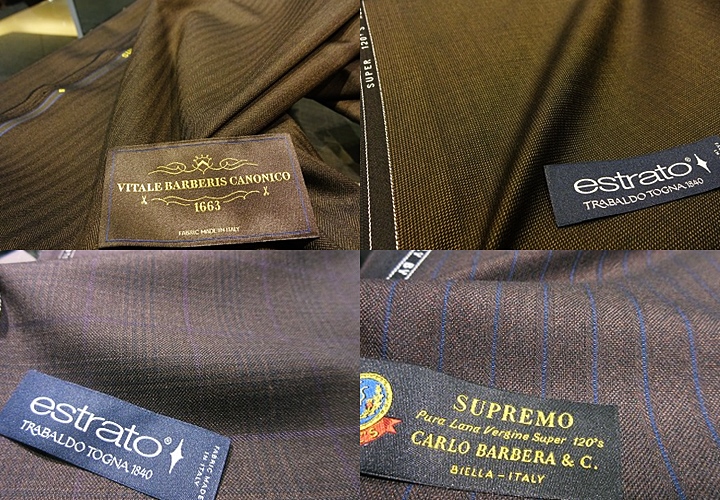 VITALE BARBERIS CANONICO
1663
FABRIC MADE IN ITALY
SUPER 120'S
estrato®
TRABALDO TOGNA 1840
estrato®
TRABALDO TOGNA 1840
FABRIC MADE
IN ITALY
BY
SUPREMO
Pura Lana Vergine Super 120's
CARLO BARBERA & C.
BIELLA - ITALY